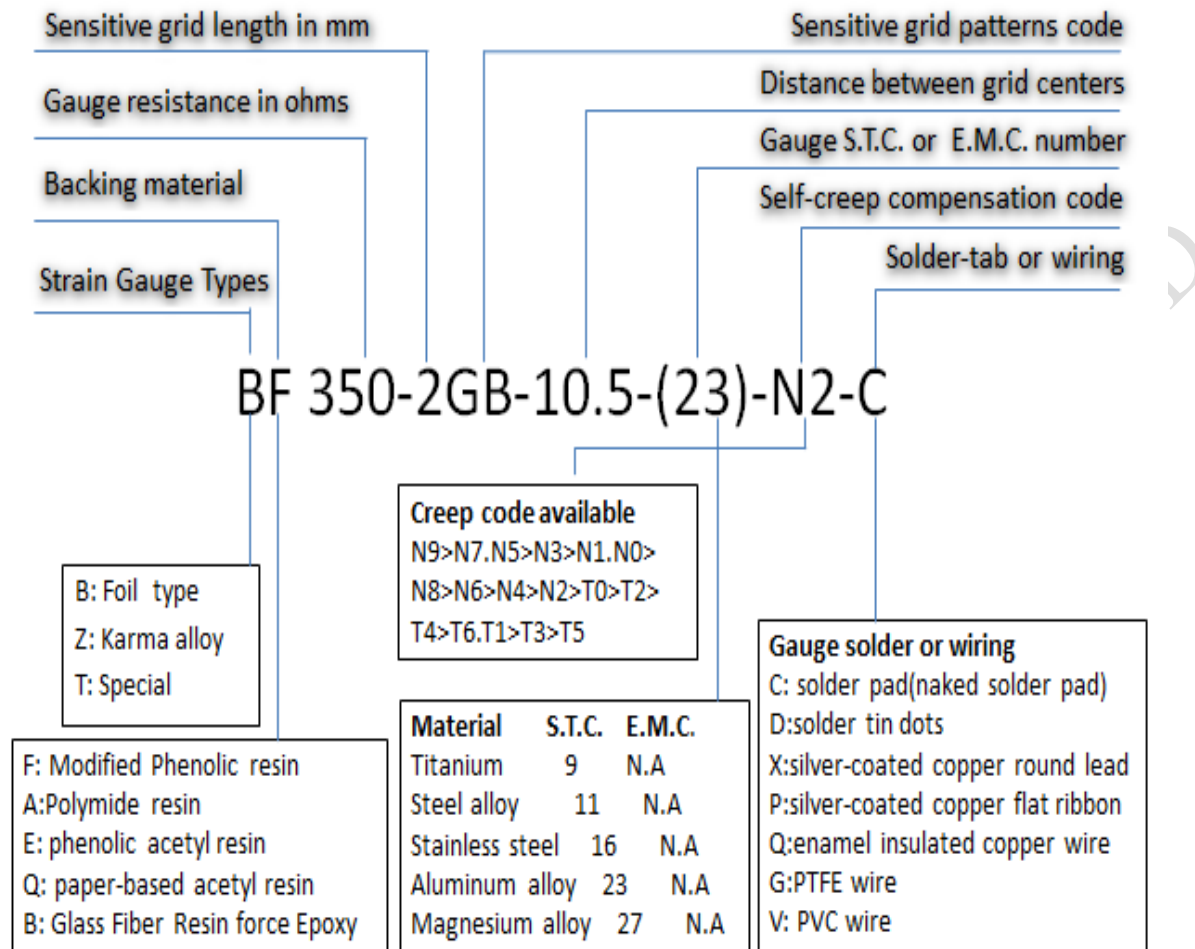 Sensitive grid length in mm
Sensitive grid patterns code
Gauge resistance in ohms
Distance between grid centers
Gauge S.T.C. or E.M.C. number
Backing material
Self-creep compensation code
Strain Gauge Types
Solder-tab or wiring
BF 350-2GB-10.5-(23)-N2-C
Creep code available
N9>N7.N5>N3>N1.N0>
N8>N6>N4>N2>T0>T2>
T4>T6.T1>T3>T5
B: Foil type
Z: Karma alloy
T: Special
F: Modified Phenolic resin
A:Polymide resin
E: phenolic acetyl resin
Q: paper-based acetyl resin
B: Glass Fiber Resin force Epoxy
Material S.T.C. E.M.C.
Titanium 9 N.A
Steel alloy 11 N.A
Stainless steel 16 N.A
Aluminum alloy 23 N.A
Magnesium alloy 27 N.A
Gauge solder or wiring
C: solder pad(naked solder pad)
D:solder tin dots
X:silver-coated copper round lead
P:silver-coated copper flat ribbon
Q:enamel insulated copper wire
G:PTFE wire
V: PVC wire